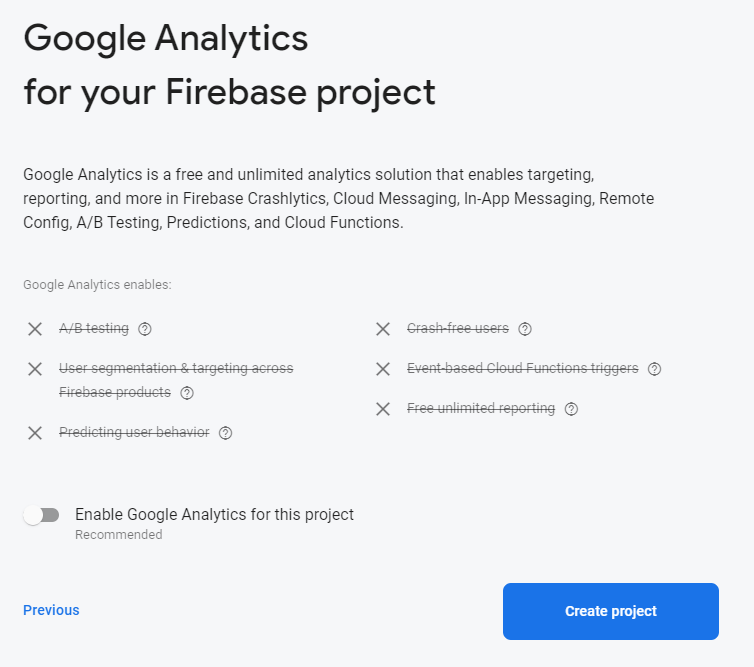 Google Analytics
for your Firebase project
Google Analytics is a free and unlimited analytics solution that enables targeting,
reporting, and more in Firebase Crashlytics, Cloud Messaging, In-App Messaging, Remote
Config, A/B Testing, Predictions, and Cloud Functions.
Google Analytics enables:
A/B testing
User segmentation & targeting across
Firebase products
Predicting user behavior
Crash-free users
Event-based Cloud Functions triggers
Free unlimited reporting
Enable Google Analytics for this project
Recommended
Previous
Create project